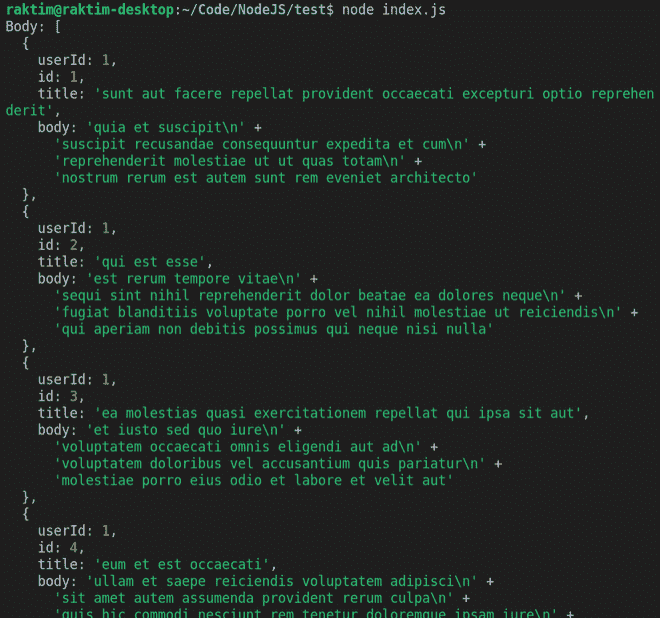 raktim@raktim-desktop:~/Code/NodeJS/test$ node index.js
Body: [
  {
    userId: 1,
    id: 1,
    title: 'sunt aut facere repellat provident occaecati excepturi optio reprehen
derit',
    body: 'quia et suscipit\n' +
      'suscipit recusandae consequuntur expedita et cum\n' +
      'reprehenderit molestiae ut ut quas totam\n' +
      'nostrum rerum est autem sunt rem eveniet architecto'
  },
  {
    userId: 1,
    id: 2,
    title: 'qui est esse',
    body: 'est rerum tempore vitae\n' +
      'sequi sint nihil reprehenderit dolor beatae ea dolores neque\n' +
      'fugiat blanditiis voluptate porro vel nihil molestiae ut reiciendis\n' +
      'qui aperiam non debitis possimus qui neque nisi nulla'
  },
  {
    userId: 1,
    id: 3,
    title: 'ea molestias quasi exercitationem repellat qui ipsa sit aut',
    body: 'et iusto sed quo iure\n' +
      'voluptatem occaecati omnis eligendi aut ad\n' +
      'voluptatem doloribus vel accusantium quis pariatur\n' +
      'molestiae porro eius odio et labore et velit aut'
  },
  {
    userId: 1,
    id: 4,
    title: 'eum et est occaecati',
    body: 'ullam et saepe reiciendis voluptatem adipisci\n' +
      'sit amet autem assumenda provident rerum culpa\n' +
      'quis hic commodi nesciunt rem tenetur doloremque ipsam iure\n' +